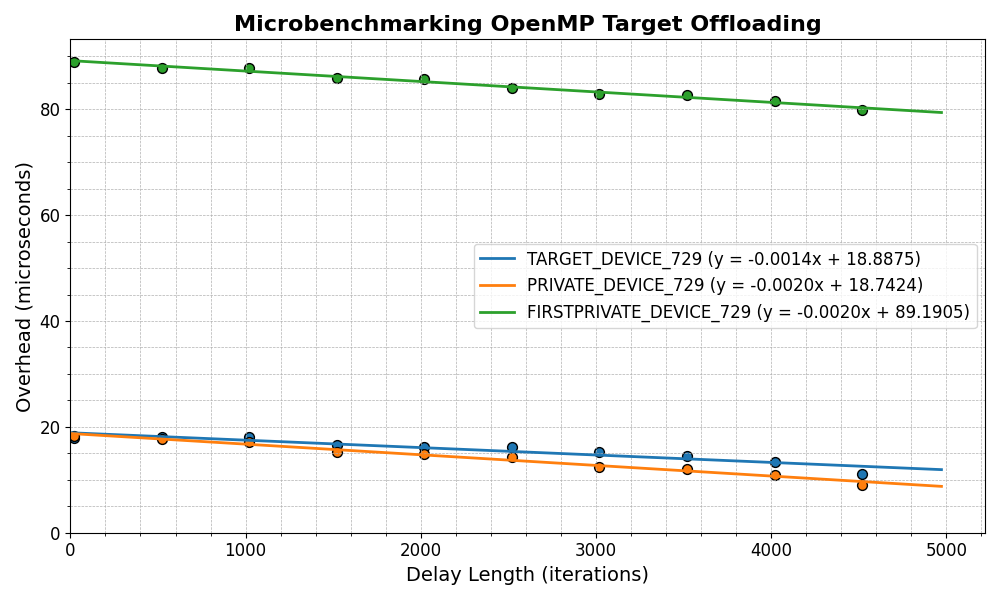 Microbenchmarking OpenMP Target Offloading
Overhead (microseconds)
80
60
40
20
0
TARGET_DEVICE_729 (y = -0.0014x + 18.8875)
PRIVATE_DEVICE_729 (y = -0.0020x + 18.7424)
FIRSTPRIVATE_DEVICE_729 (y = -0.0020x + 89.1905)
0 1000 2000 3000 4000 5000
Delay Length (iterations)